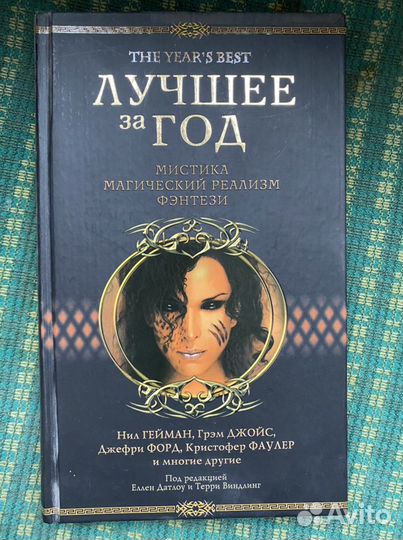 THE YEAR'S BEST
ЛУЧШЕЕ
за ГОД
МИСТИКА
МАГИЧЕСКИЙ РЕАЛИЗМ
ФЭНТЕЗИ
Нил ГЕЙМАН, Грэм ДЖОЙС,
Джефри ФОРД, Кристофер ФАУЛЕР
и многие другие
Под редакцией
Еллен Датлоу и Терри Виндлинг
Avito